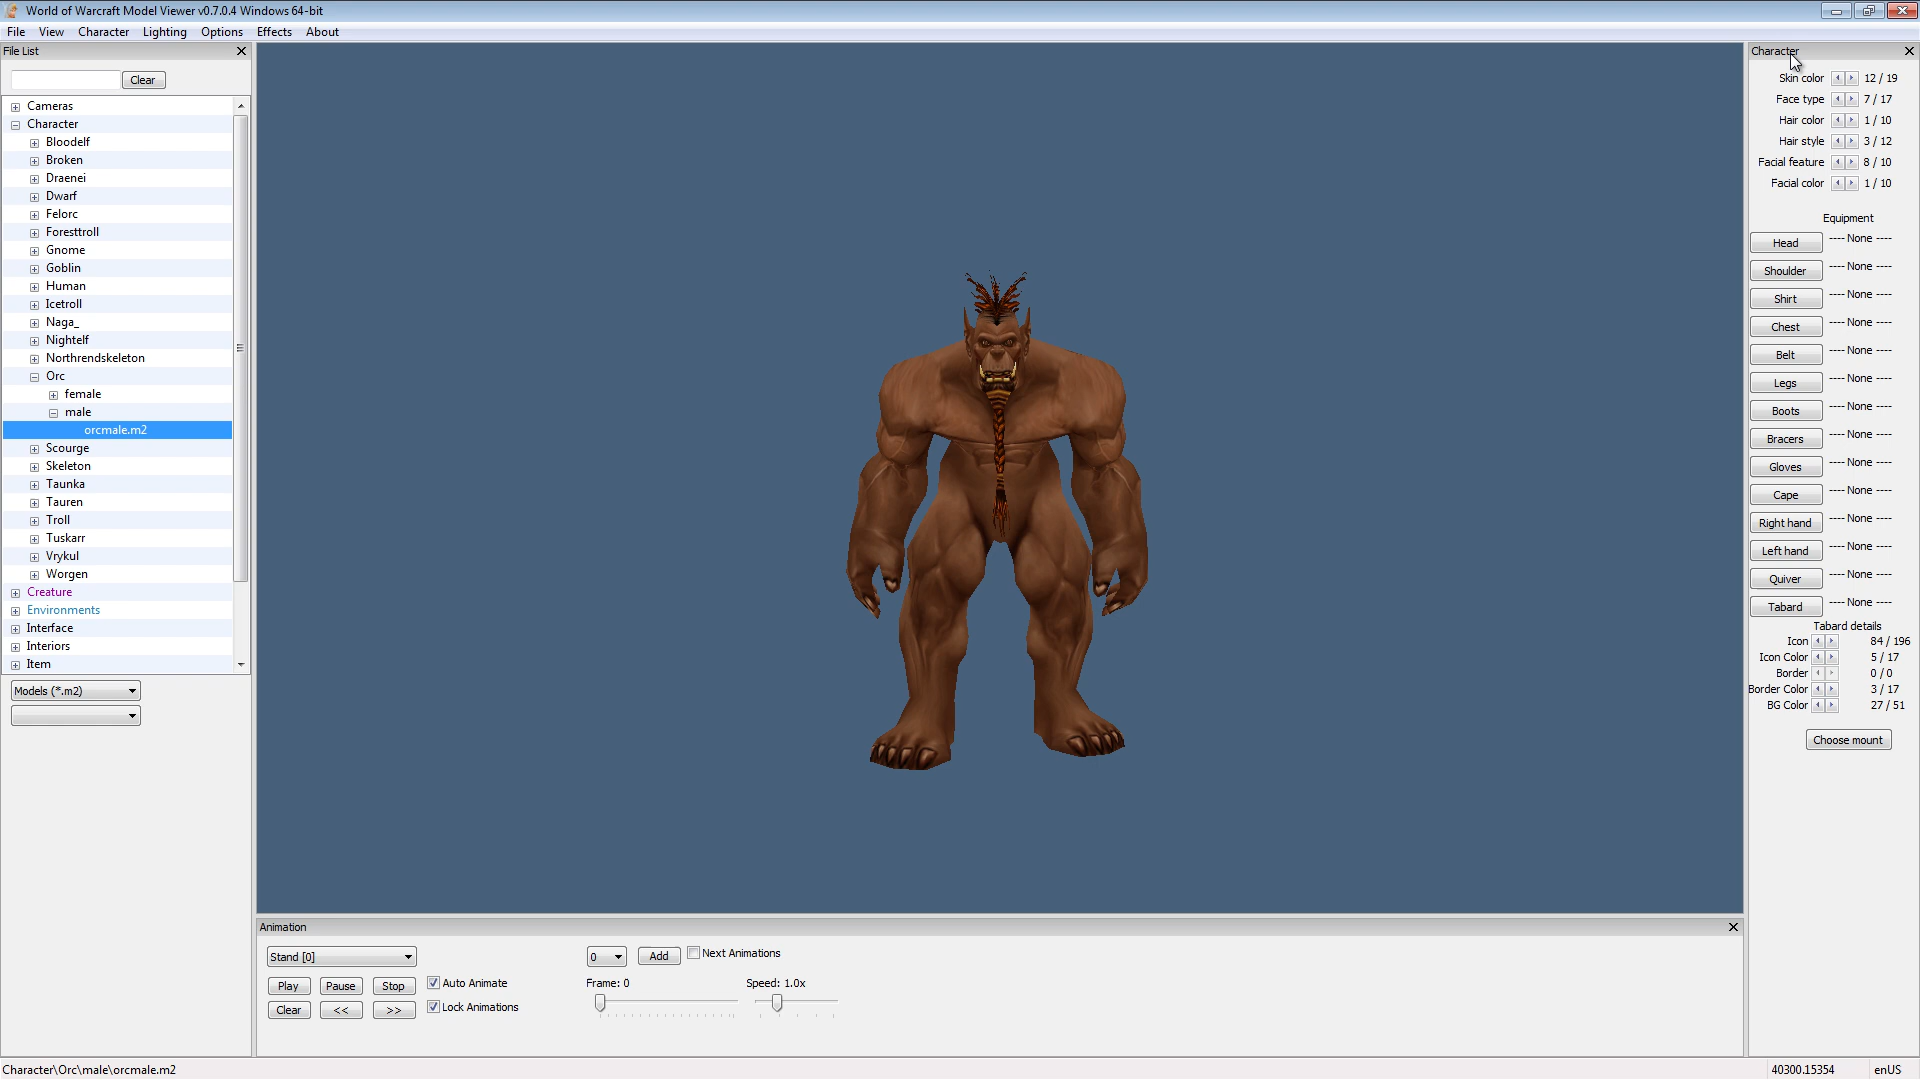 World of Warcraft Model Viewer v0.7.0.4 Windows 64-bit
File View Character Lighting Options Effects About
File List
Clear
Cameras
Character
Bloodelf
Broken
Draenei
Dwarf
Felorc
Foresttroll
Gnome
Goblin
Human
Icetroll
Naga_
Nightelf
Northrendskeleton
Orc
female
male
orcmale.m2
Scourge
Skeleton
Taunka
Tauren
Troll
Tuskarr
Vrykul
Worgen
Creature
Environments
Interface
Interiors
Item
Models (*.m2)
Animation
Stand [0]
0 Add Next Animations
Play Pause Stop Auto Animate
Frame: 0 Speed: 1.0x
Clear << >> Lock Animations
Character
Skin color 12 / 19
Face type 7 / 17
Hair color 1 / 10
Hair style 3 / 12
Facial feature 8 / 10
Facial color 1 / 10
Equipment
Head ---- None ----
Shoulder ---- None ----
Shirt ---- None ----
Chest ---- None ----
Belt ---- None ----
Legs ---- None ----
Boots ---- None ----
Bracers ---- None ----
Gloves ---- None ----
Cape ---- None ----
Right hand ---- None ----
Left hand ---- None ----
Quiver ---- None ----
Tabard ---- None ----
Tabard details
Icon 84 / 196
Icon Color 5 / 17
Border 0 / 0
Border Color 3 / 17
BG Color 27 / 51
Choose mount
Character\Orc\male\orcmale.m2 40300.15354 enUS